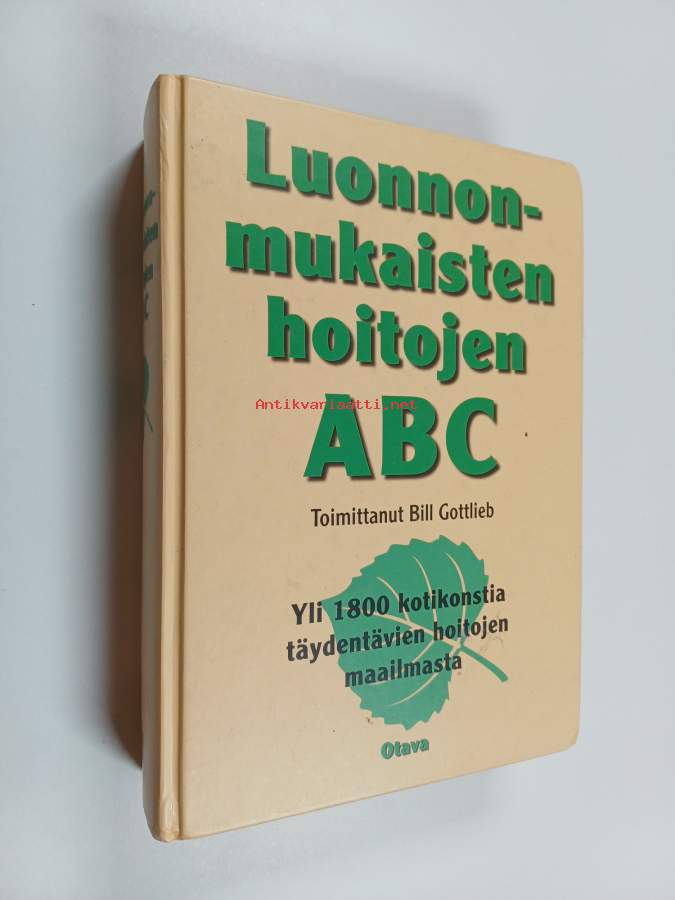 Luonnon-
mukaisten
hoitojen
Antikvariaatti.net
ABC
Toimittanut Bill Gottlieb
Yli 1800 kotikonstia
täydentävien hoitojen
maailmasta
Otava